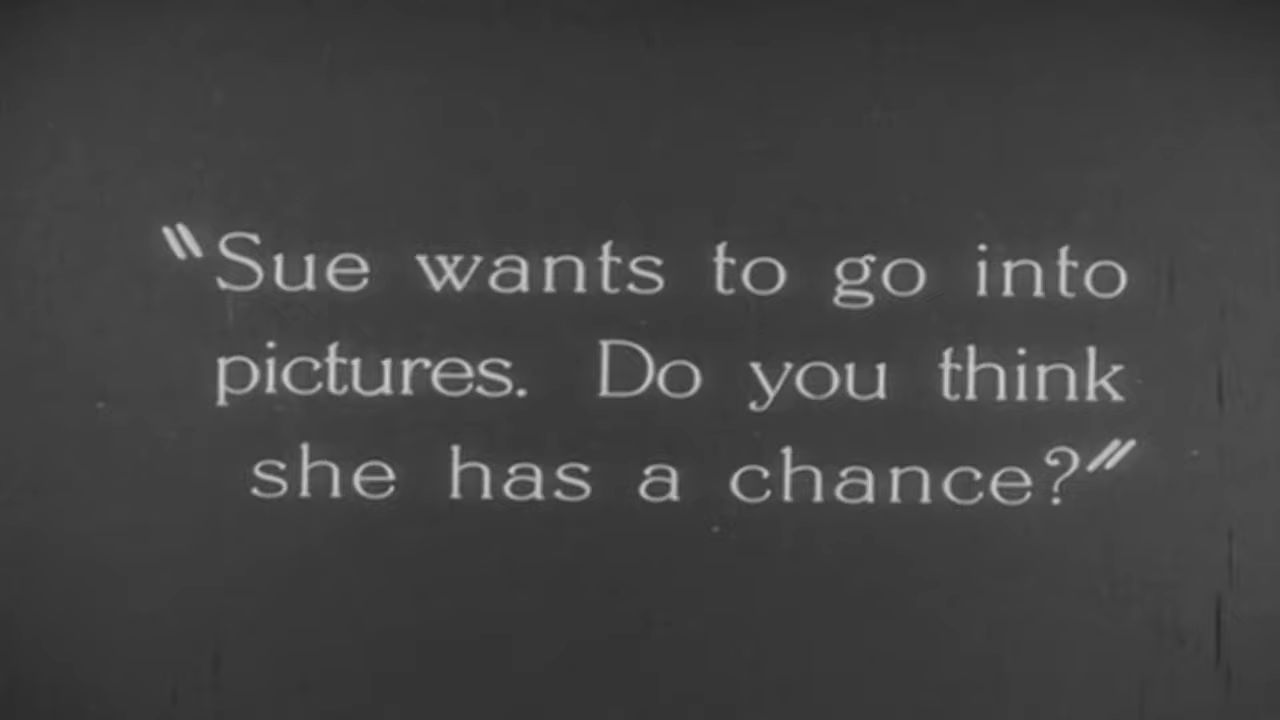 "Sue wants to go into
pictures. Do you think
she has a chance?"